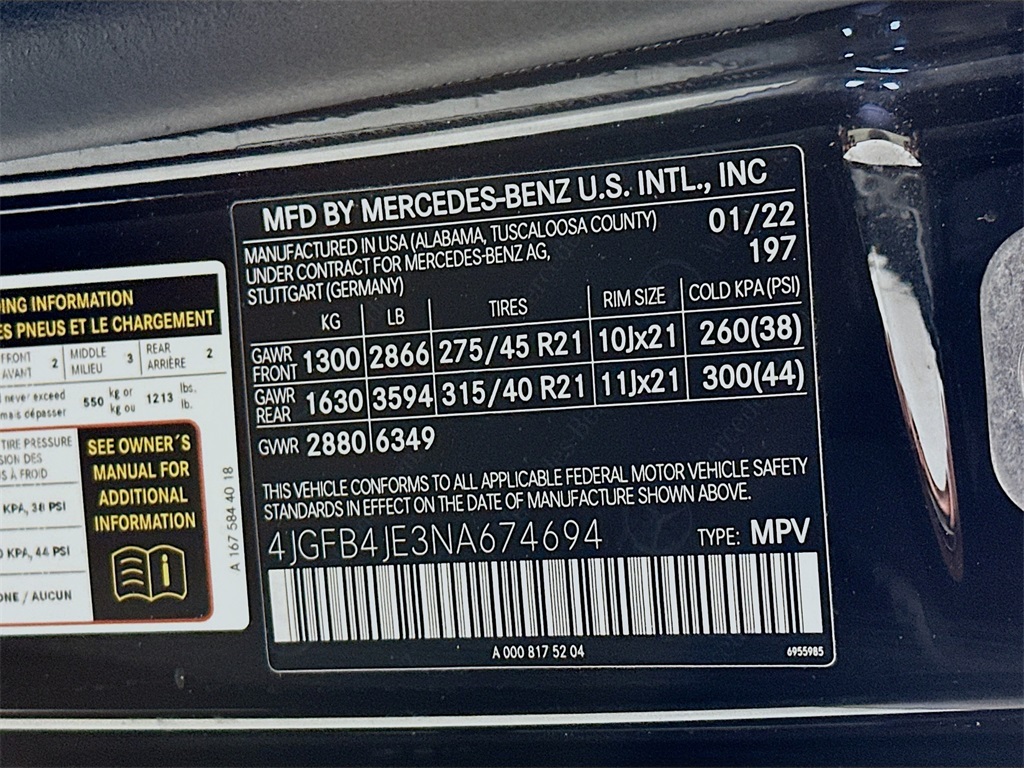 MFD BY MERCEDES-BENZ U.S. INTL., INC
MANUFACTURED IN USA (ALABAMA, TUSCALOOSA COUNTY) 01/22
UNDER CONTRACT FOR MERCEDES-BENZ AG, 197
STUTTGART (GERMANY)
KG LB TIRES RIM SIZE COLD KPA (PSI)
GAWR FRONT 1300 2866 275/45 R21 10Jx21 260(38)
GAWR REAR 1630 3594 315/40 R21 11Jx21 300(44)
GVWR 2880 6349
THIS VEHICLE CONFORMS TO ALL APPLICABLE FEDERAL MOTOR VEHICLE SAFETY
STANDARDS IN EFFECT ON THE DATE OF MANUFACTURE SHOWN ABOVE.
4JGFB4JE3NA674694 TYPE: MPV
A 000 817 52 04 6955985
INFORMATION
ES PNEUS ET LE CHARGEMENT
FRONT 2 MIDDLE 3 REAR 2
AVANT MILIEU ARRIÈRE
never exceed 550 kg or 1213 lbs.
mais dépasser kg ou lb.
TIRE PRESSURE
À FROID
KPA, 38 PSI
KPA, 44 PSI
/ AUCUN
SEE OWNER´S
MANUAL FOR
ADDITIONAL
INFORMATION
i
A 167 584 40 18